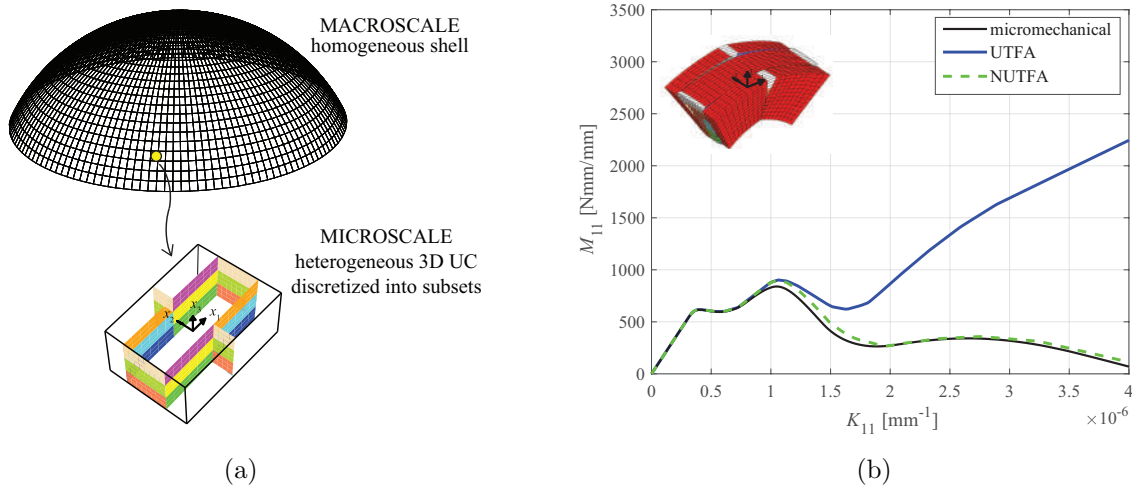 MACROSCALE
homogeneous shell
MICROSCALE
heterogeneous 3D UC
discretized into subsets
x₂ x₃ x₁
(a)
3500
3000
2500
2000
1500
1000
500
0
M₁₁ [Nmm/mm]
micromechanical
UTFA
NUTFA
0 0.5 1 1.5 2 2.5 3 3.5 4
K₁₁ [mm⁻¹]
×10⁻⁶
(b)